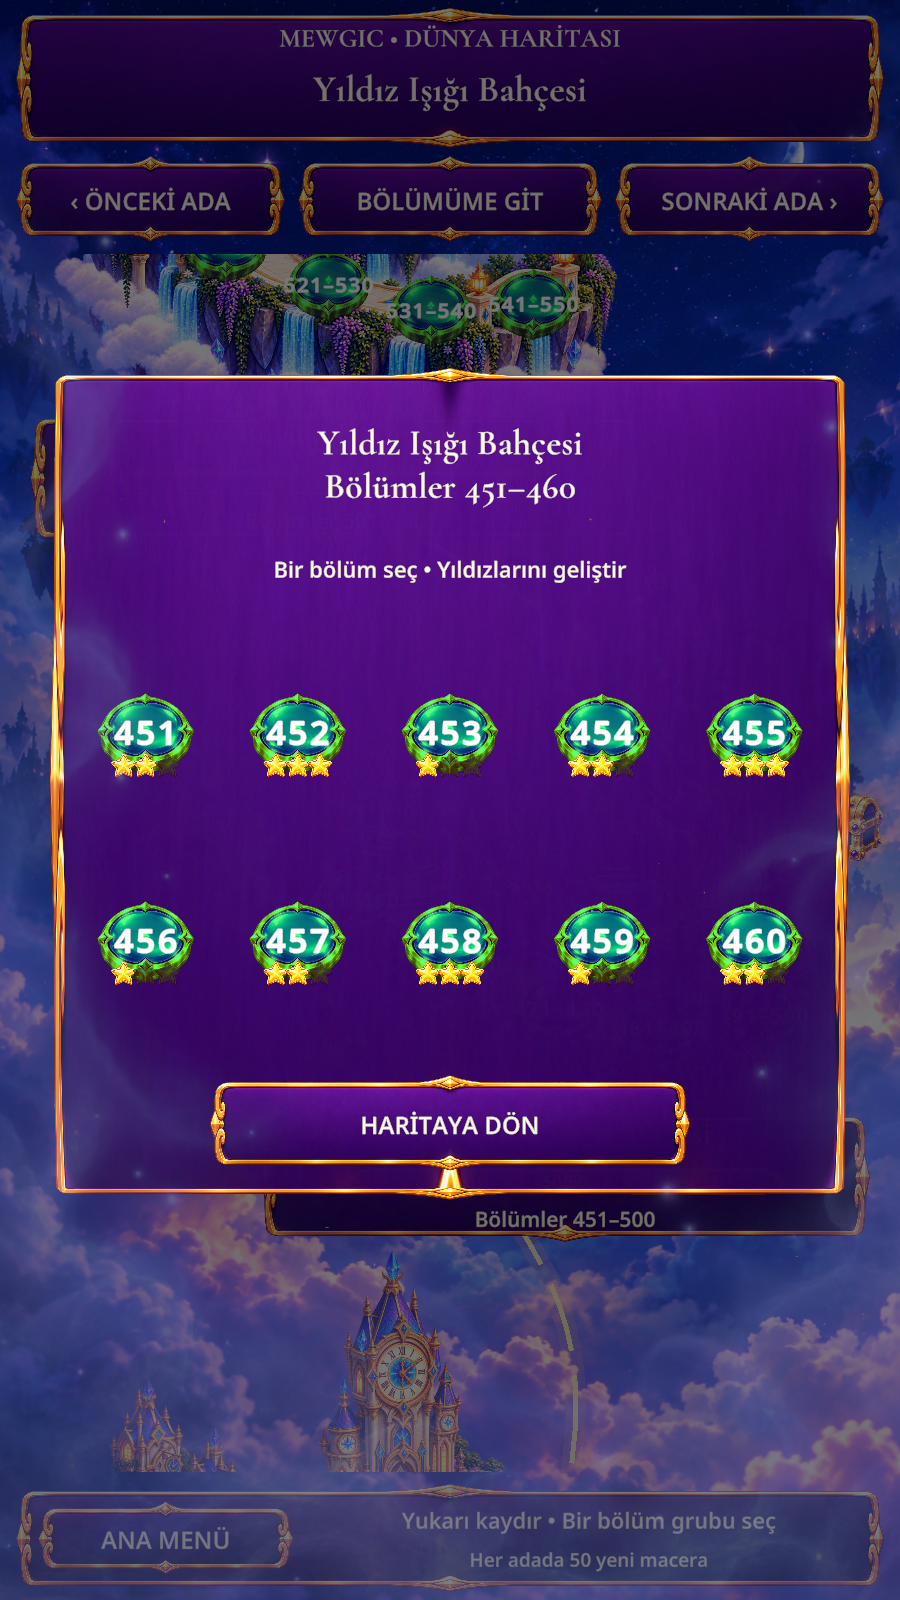 MEWGIC • DÜNYA HARİTASI
Yıldız Işığı Bahçesi
‹ ÖNCEKİ ADA
BÖLÜMÜME GİT
SONRAKİ ADA ›
521–530
531–540
541–550
Yıldız Işığı Bahçesi
Bölümler 451–460
Bir bölüm seç • Yıldızlarını geliştir
451 452 453 454 455
456 457 458 459 460
HARİTAYA DÖN
Bölümler 451–500
ANA MENÜ
Yukarı kaydır • Bir bölüm grubu seç
Her adada 50 yeni macera